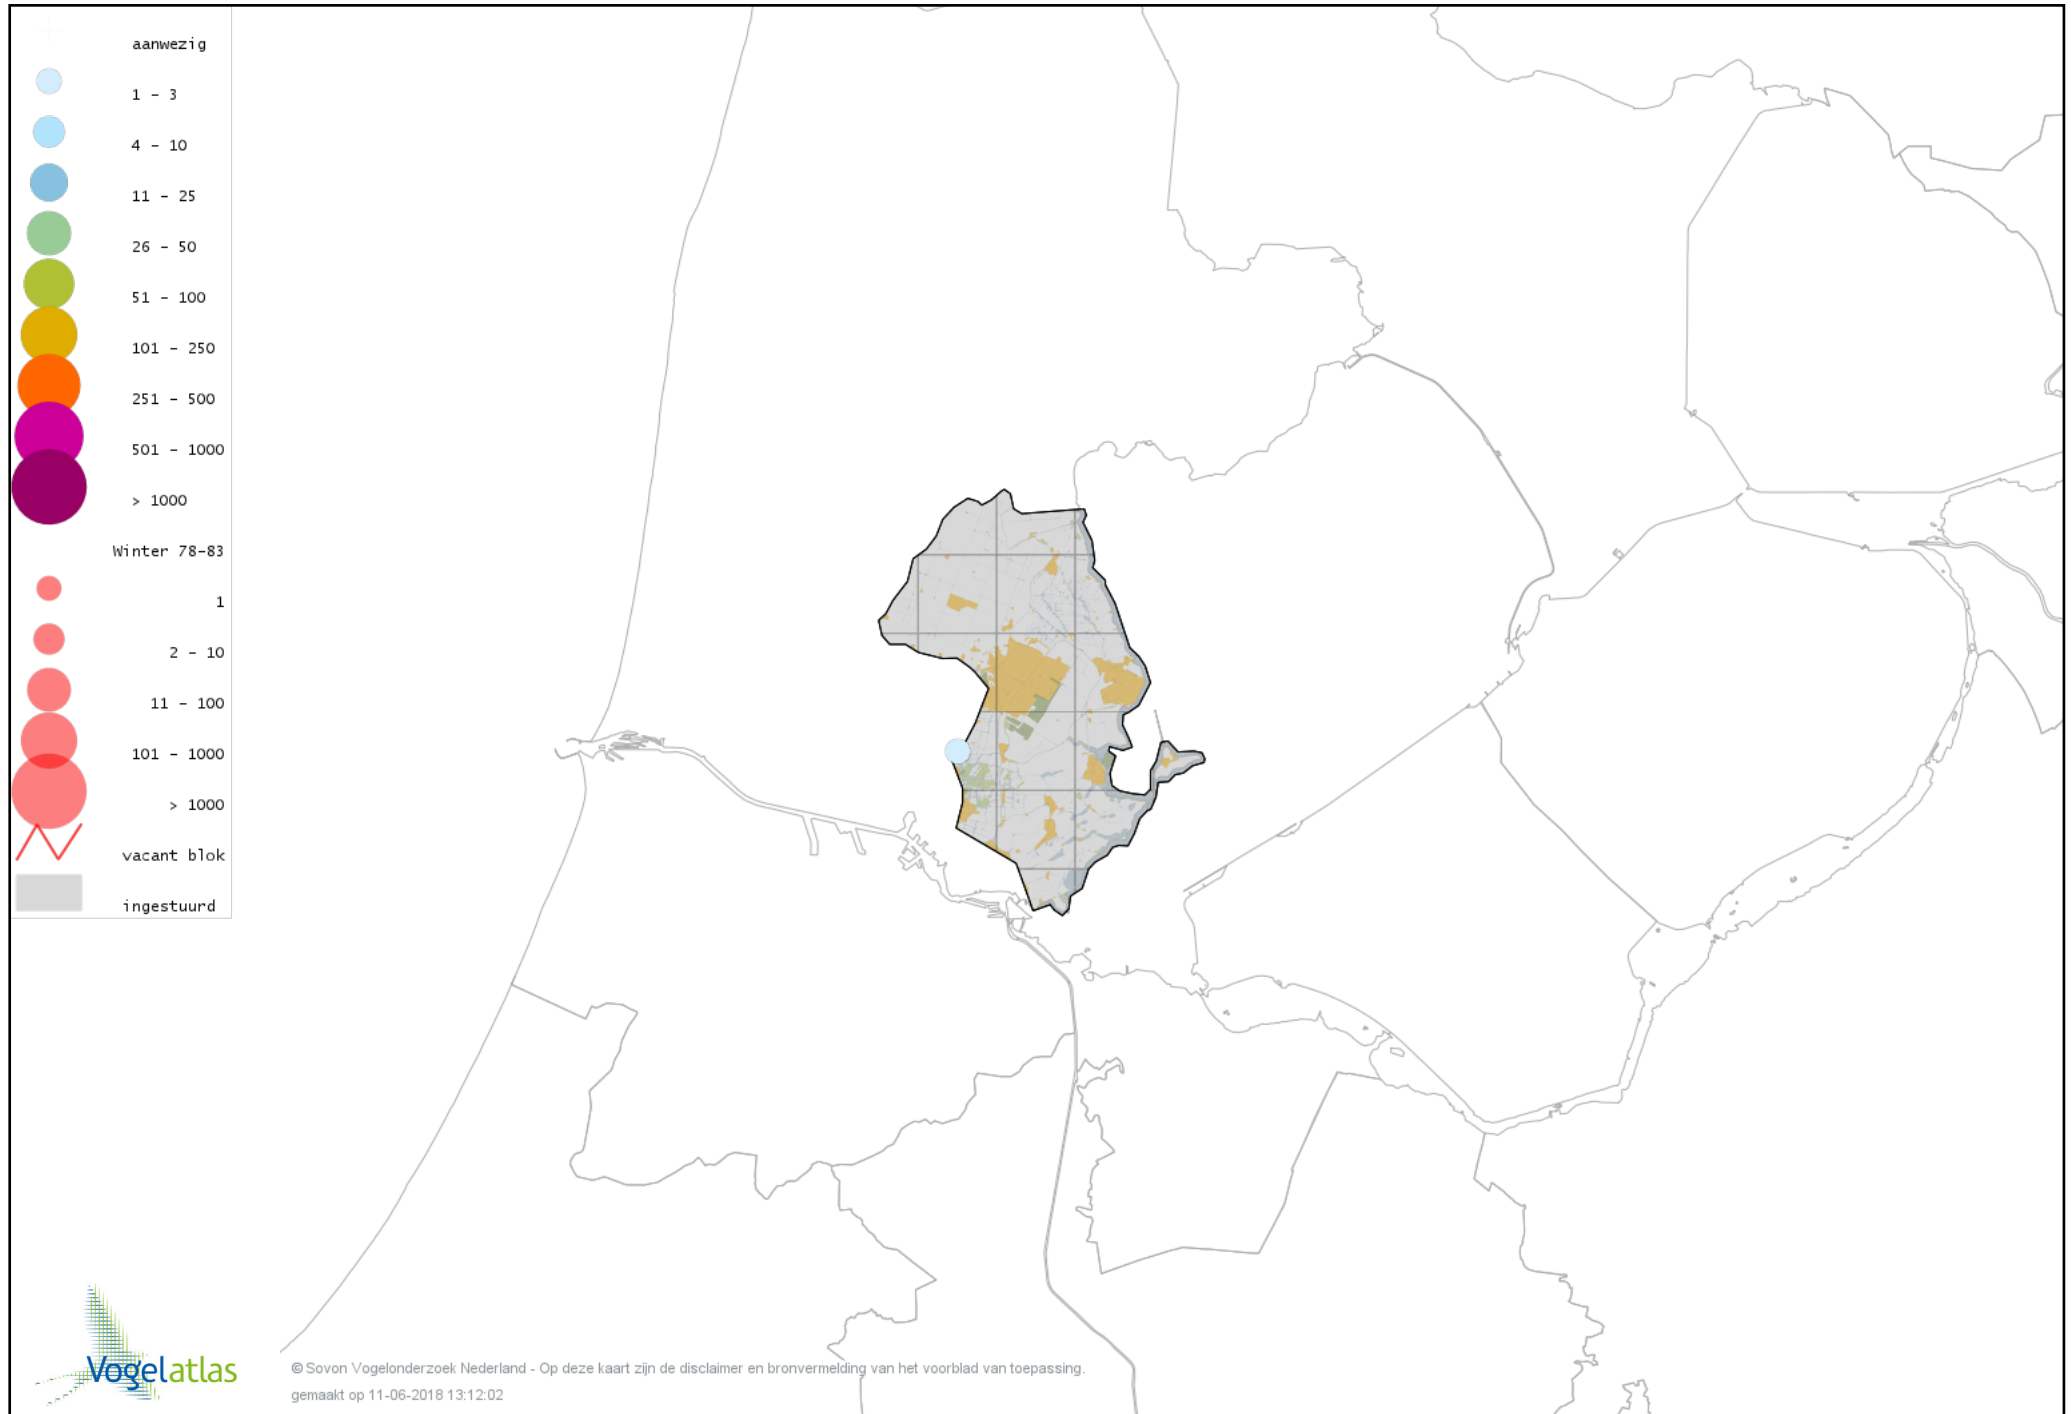 aanwezig
1 – 3
4 – 10
11 – 25
26 – 50
51 – 100
101 – 250
251 – 500
501 – 1000
> 1000
Winter 78-83
1
2 – 10
11 – 100
101 – 1000
> 1000
vacant blok
ingestuurd
Vogelatlas
© Sovon Vogelonderzoek Nederland - Op deze kaart zijn de disclaimer en bronvermelding van het voorblad van toepassing.
gemaakt op 11-06-2018 13:12:02